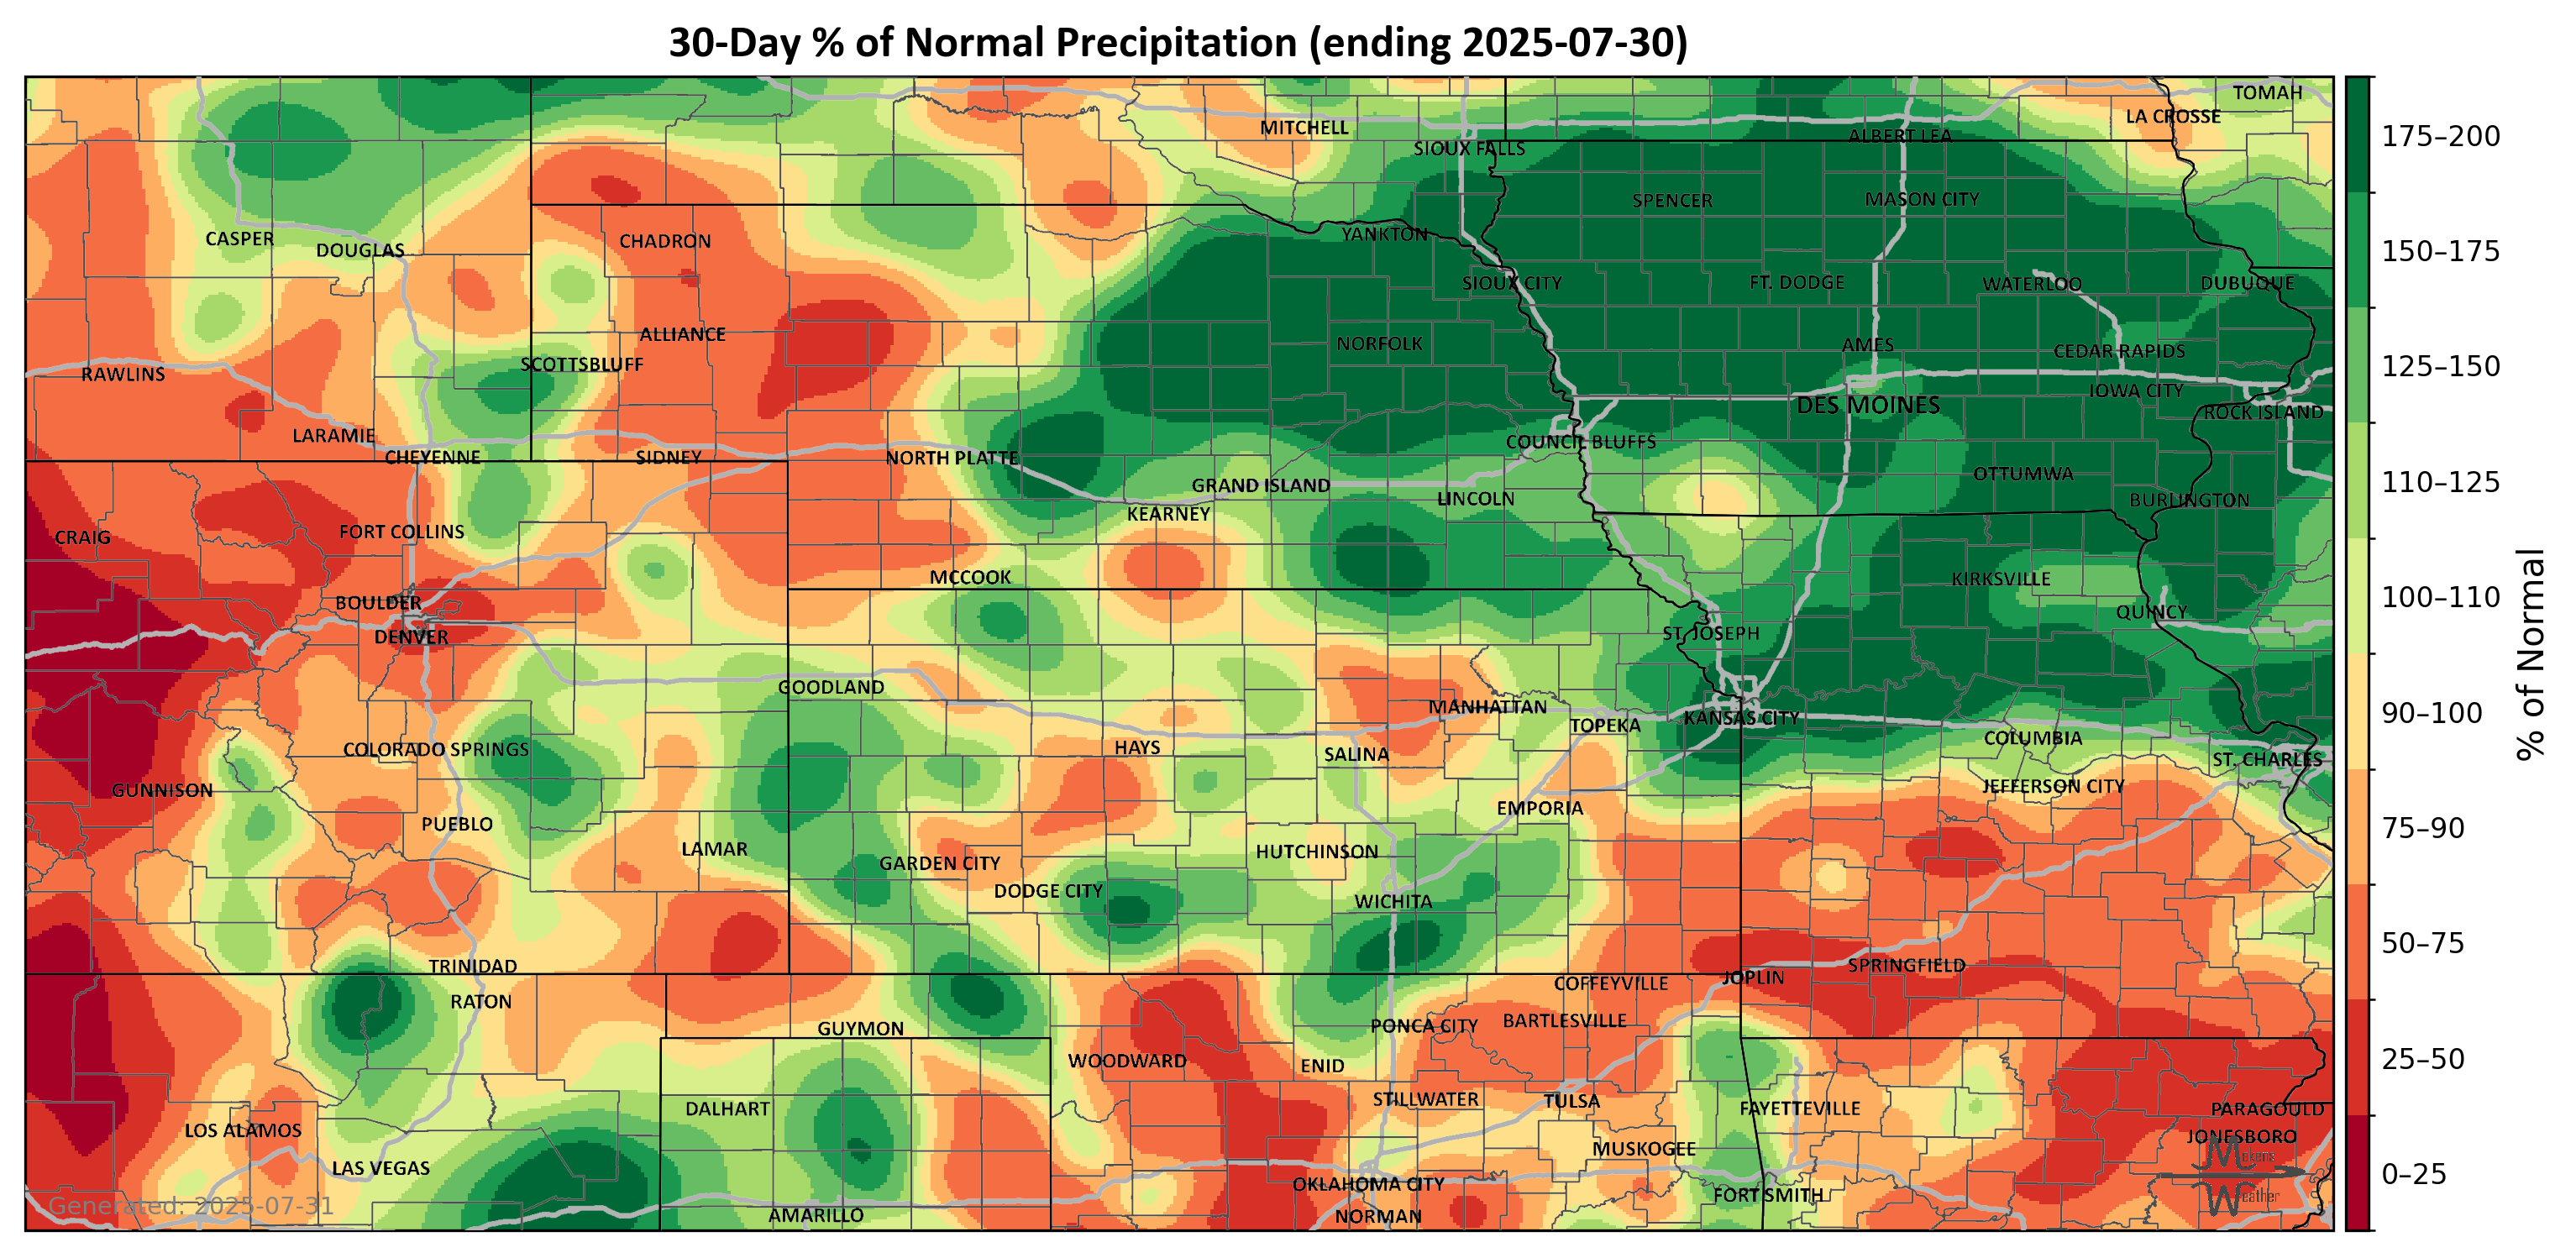 30-Day % of Normal Precipitation (ending 2025-07-30)
TOMAH
LA CROSSE
MITCHELL
ALBERT LEA
SIOUX FALLS
SPENCER
MASON CITY
YANKTON
CASPER
DOUGLAS
CHADRON
SIOUX CITY
FT. DODGE
WATERLOO
DUBUQUE
ALLIANCE
NORFOLK
AMES
CEDAR RAPIDS
SCOTTSBLUFF
RAWLINS
IOWA CITY
DES MOINES
ROCK ISLAND
LARAMIE
COUNCIL BLUFFS
CHEYENNE
SIDNEY
NORTH PLATTE
OTTUMWA
GRAND ISLAND
LINCOLN
BURLINGTON
KEARNEY
FORT COLLINS
CRAIG
MCCOOK
KIRKSVILLE
BOULDER
QUINCY
DENVER
ST. JOSEPH
GOODLAND
MANHATTAN
KANSAS CITY
TOPEKA
COLUMBIA
COLORADO SPRINGS
HAYS
SALINA
ST. CHARLES
GUNNISON
JEFFERSON CITY
EMPORIA
PUEBLO
LAMAR
HUTCHINSON
GARDEN CITY
DODGE CITY
WICHITA
TRINIDAD
SPRINGFIELD
JOPLIN
COFFEYVILLE
RATON
BARTLESVILLE
PONCA CITY
GUYMON
WOODWARD
ENID
STILLWATER
TULSA
DALHART
FAYETTEVILLE
PARAGOULD
LOS ALAMOS
JONESBORO
MUSKOGEE
LAS VEGAS
OKLAHOMA CITY
FORT SMITH
AMARILLO
NORMAN
Generated: 2025-07-31
Weather
175–200
150–175
125–150
110–125
100–110
90–100
75–90
50–75
25–50
0–25
% of Normal